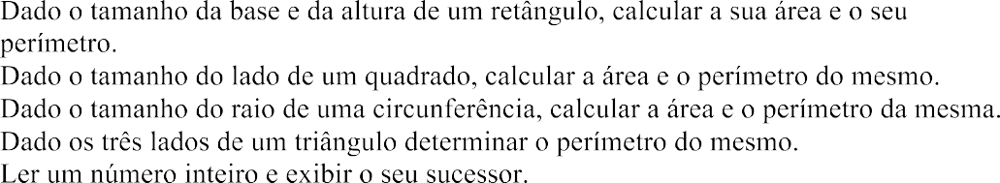 Dado o tamanho da base e da altura de um retângulo, calcular a sua área e o seu
perímetro.
Dado o tamanho do lado de um quadrado, calcular a área e o perímetro do mesmo.
Dado o tamanho do raio de uma circunferência, calcular a área e o perímetro da mesma.
Dado os três lados de um triângulo determinar o perímetro do mesmo.
Ler um número inteiro e exibir o seu sucessor.